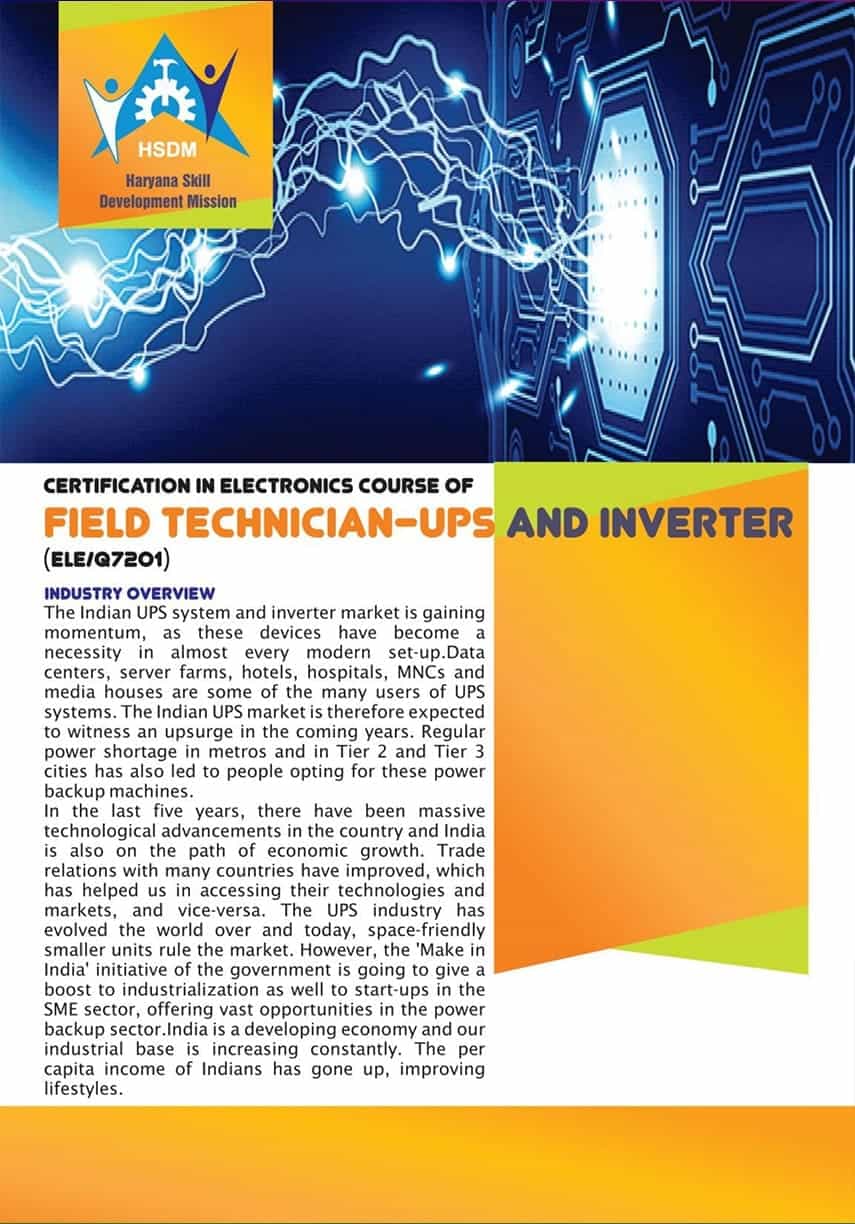 HSDM
Haryana Skill
Development Mission
CERTIFICATION IN ELECTRONICS COURSE OF
FIELD TECHNICIAN-UPS AND INVERTER
(ELE/Q7201)
INDUSTRY OVERVIEW
The Indian UPS system and inverter market is gaining
momentum, as these devices have become a
necessity in almost every modern set-up.Data
centers, server farms, hotels, hospitals, MNCs and
media houses are some of the many users of UPS
systems. The Indian UPS market is therefore expected
to witness an upsurge in the coming years. Regular
power shortage in metros and in Tier 2 and Tier 3
cities has also led to people opting for these power
backup machines.
In the last five years, there have been massive
technological advancements in the country and India
is also on the path of economic growth. Trade
relations with many countries have improved, which
has helped us in accessing their technologies and
markets, and vice-versa. The UPS industry has
evolved the world over and today, space-friendly
smaller units rule the market. However, the 'Make in
India' initiative of the government is going to give a
boost to industrialization as well to start-ups in the
SME sector, offering vast opportunities in the power
backup sector.India is a developing economy and our
industrial base is increasing constantly. The per
capita income of Indians has gone up, improving
lifestyles.